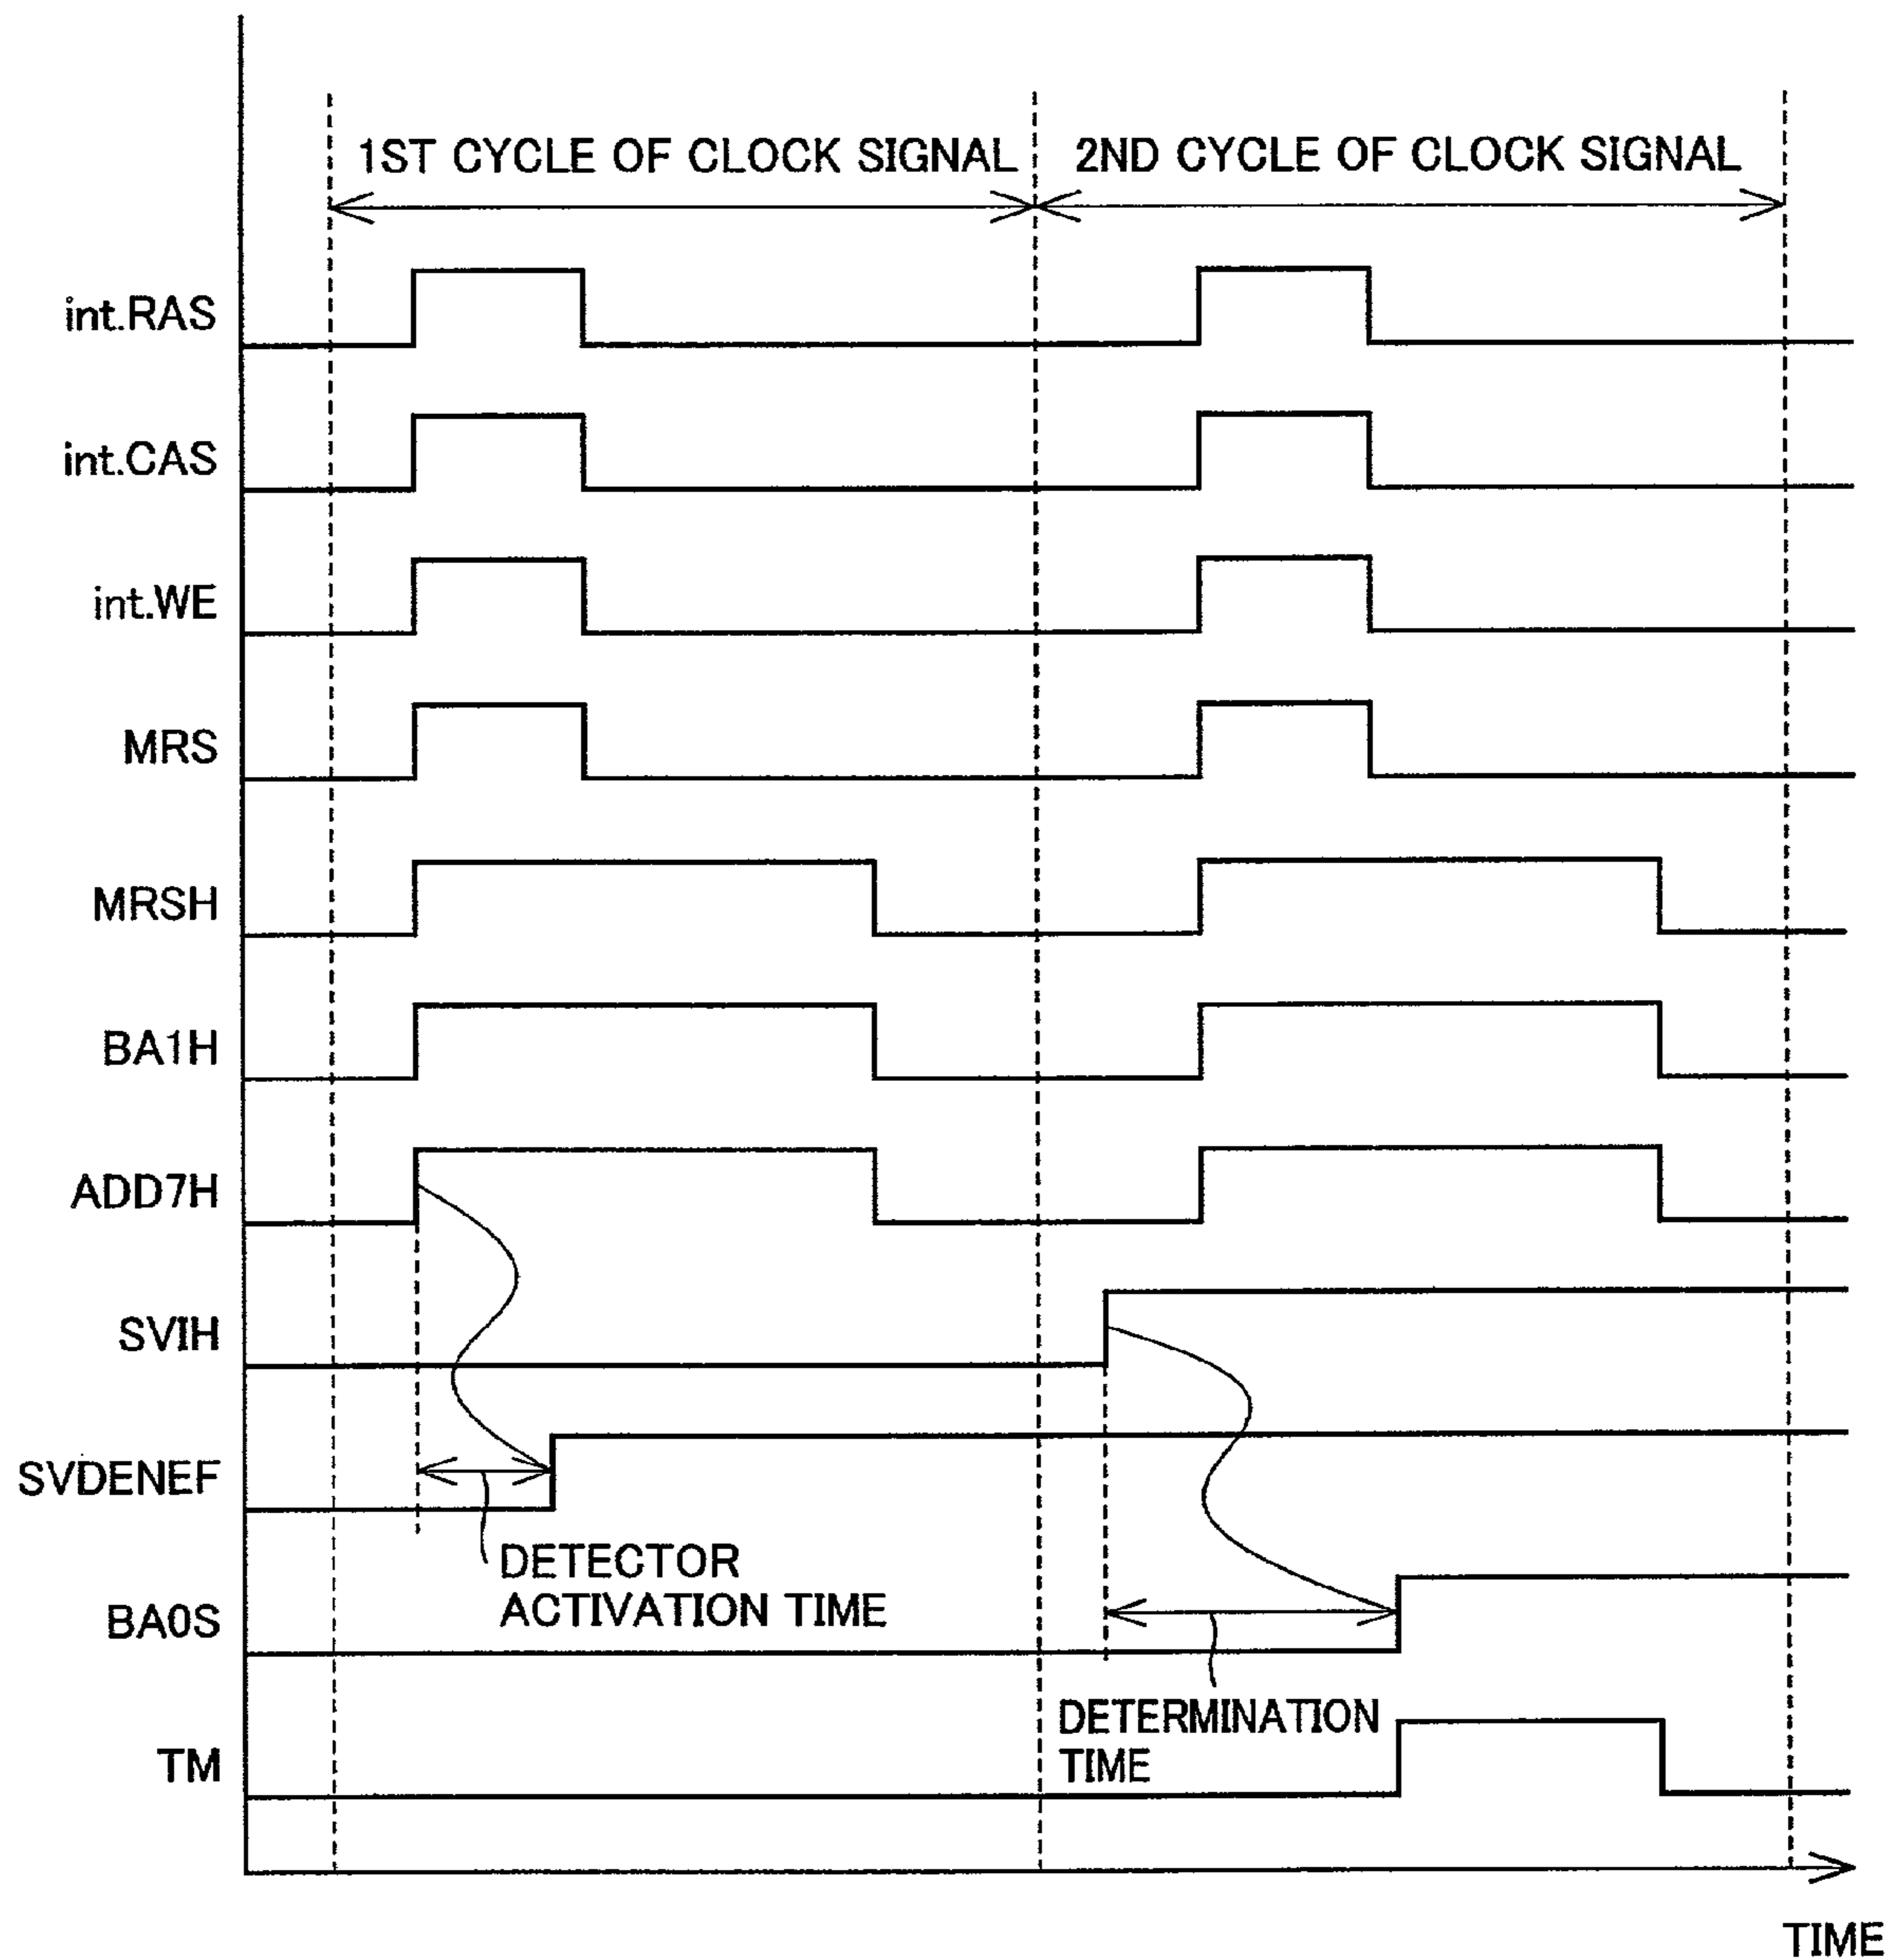 1ST CYCLE OF CLOCK SIGNAL
2ND CYCLE OF CLOCK SIGNAL
int.RAS
int.CAS
int.WE
MRS
MRSH
BA1H
ADD7H
SVIH
SVDENEF
DETECTOR
ACTIVATION TIME
BA0S
DETERMINATION
TIME
TM
TIME